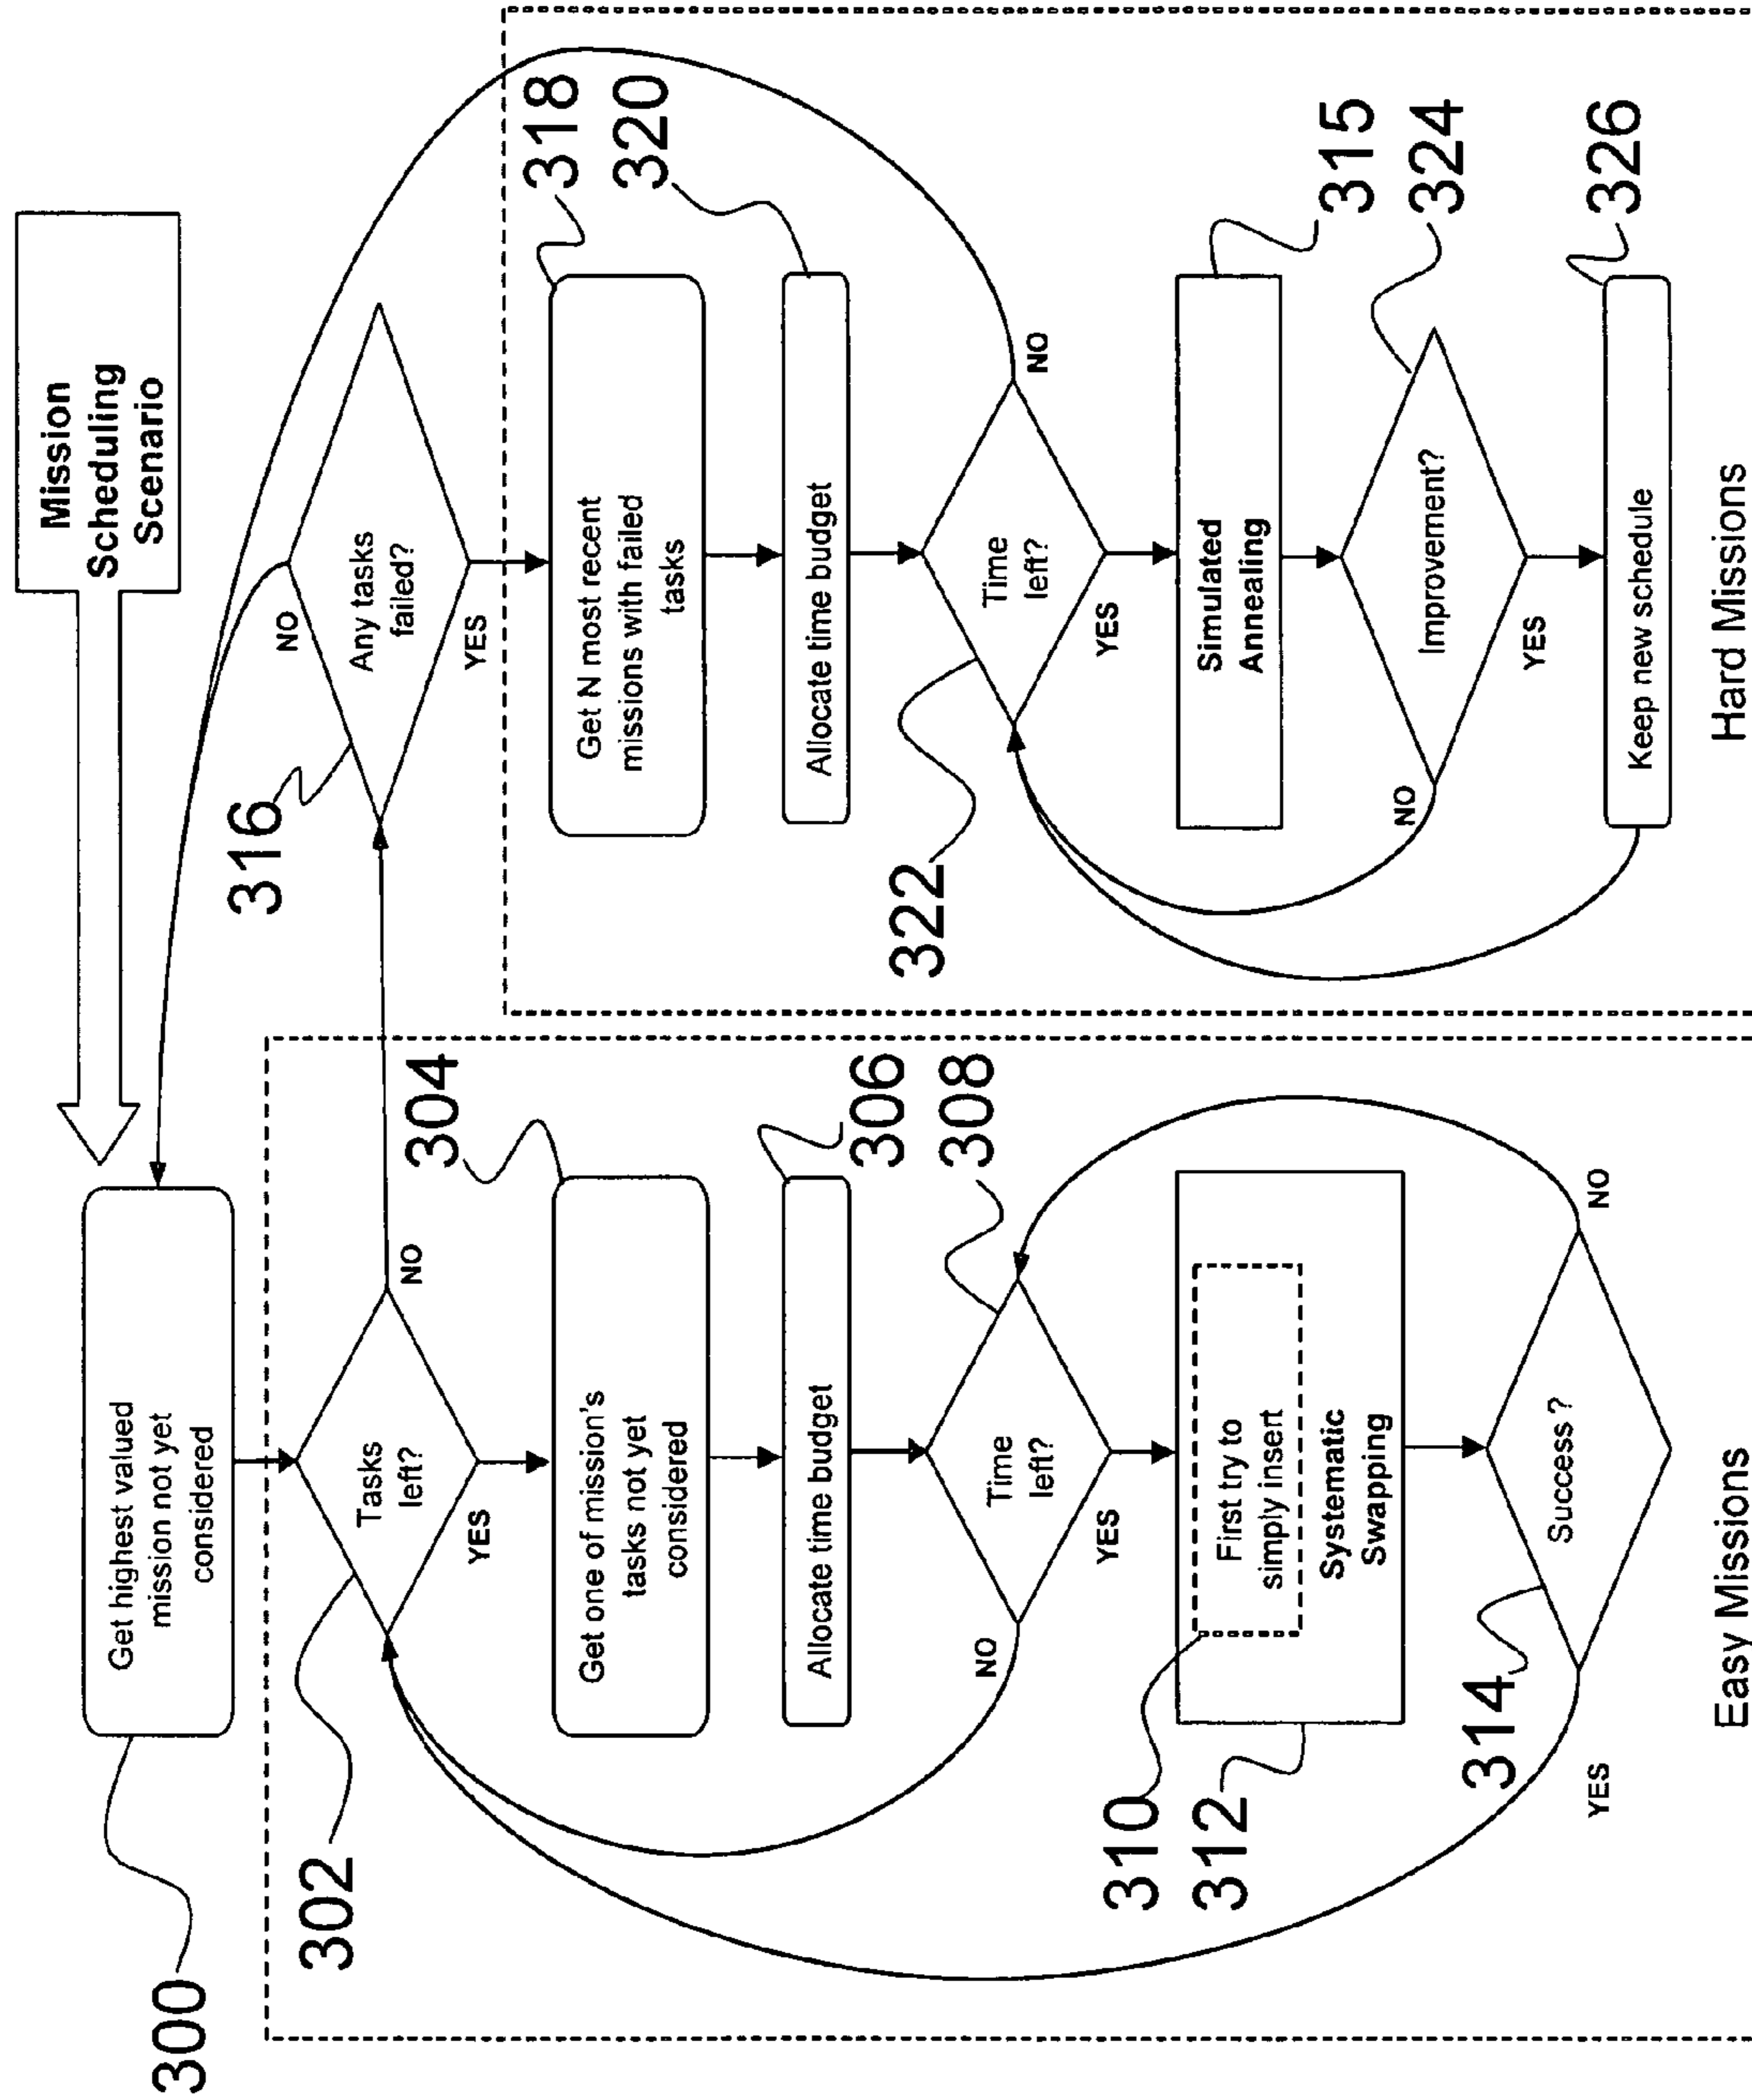 Mission
Scheduling
Scenario
300
Get highest valued
mission not yet
considered
302
Tasks
left?
NO
YES
304
Get one of mission's
tasks not yet
considered
306
Allocate time budget
308
Time
left?
NO
YES
310
First try to
simply insert
312
Systematic
Swapping
314
Success?
NO
YES
Easy Missions
316
Any tasks
failed?
NO
YES
318
Get N most recent
missions with failed
tasks
320
Allocate time budget
322
Time
left?
NO
YES
315
Simulated
Annealing
324
Improvement?
NO
YES
326
Keep new schedule
Hard Missions